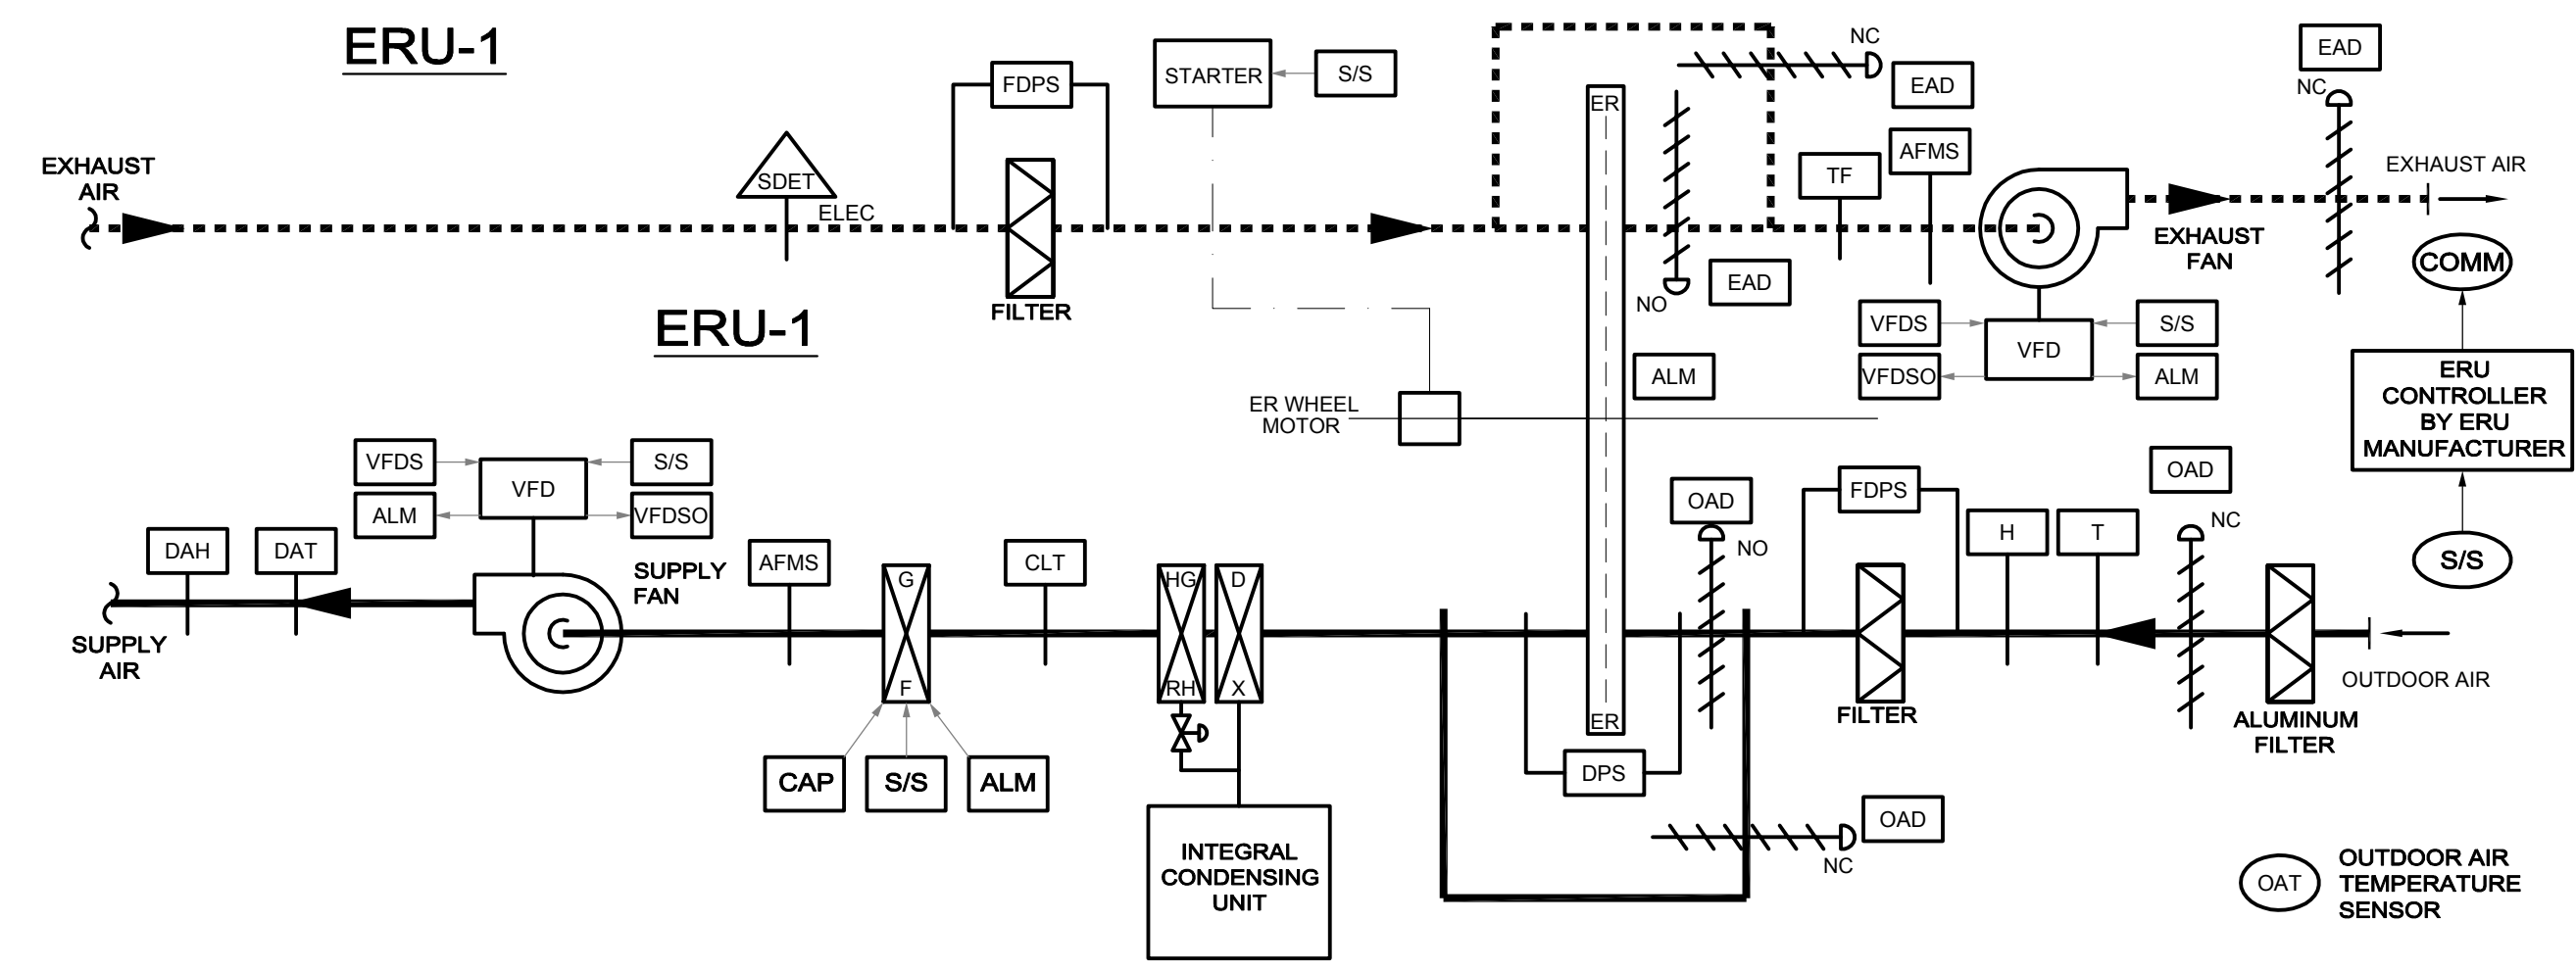 ERU-1
EXHAUST
AIR
SDET
ELEC
FDPS
FILTER
STARTER
S/S
ER
NC
EAD
NO
EAD
TF
AFMS
EAD
NC
EXHAUST AIR
EXHAUST
FAN
VFDS
S/S
VFD
VFDSO
ALM
COMM
ERU
CONTROLLER
BY ERU
MANUFACTURER
S/S
ERU-1
ER WHEEL
MOTOR
ALM
VFDS
S/S
VFD
ALM
VFDSO
DAH
DAT
SUPPLY
FAN
SUPPLY
AIR
AFMS
G
F
CAP
S/S
ALM
CLT
HG
RH
D
X
INTEGRAL
CONDENSING
UNIT
ER
DPS
OAD
NO
OAD
NC
FDPS
FILTER
H
T
OAD
NC
ALUMINUM
FILTER
OUTDOOR AIR
OAT
OUTDOOR AIR
TEMPERATURE
SENSOR